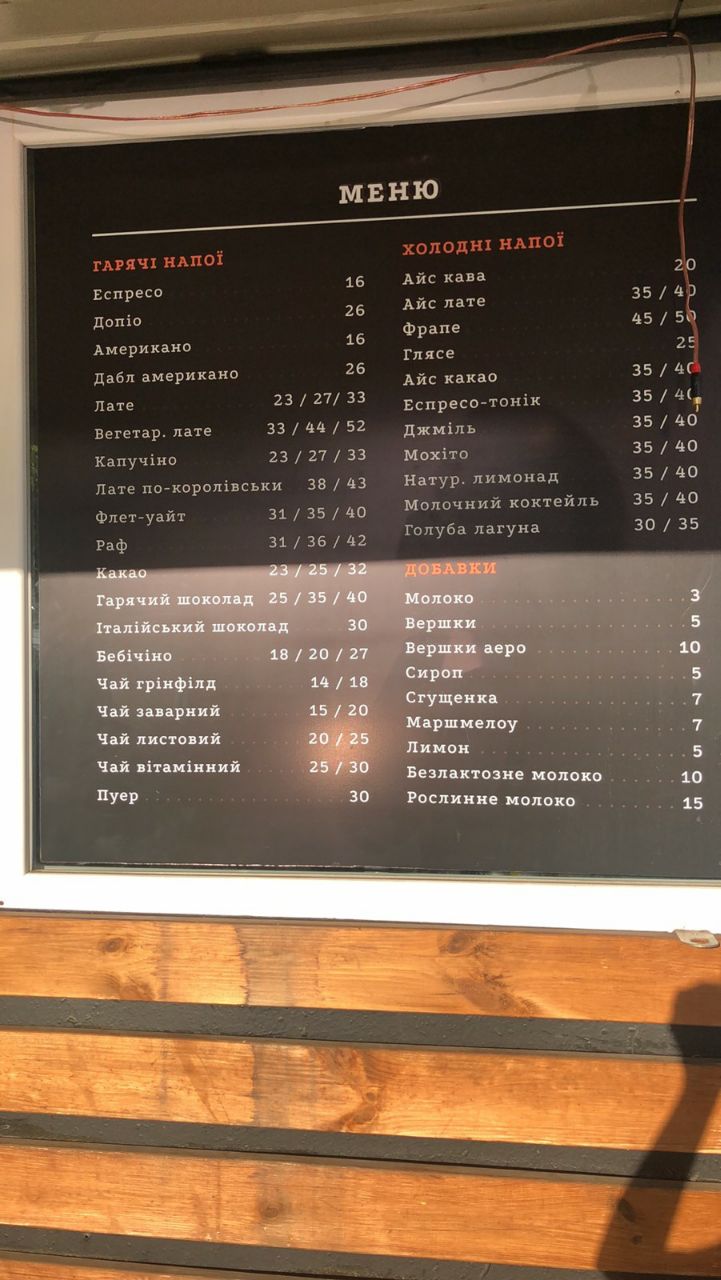 МЕНЮ
ГАРЯЧІ НАПОЇ
Еспресо 16
Допіо 26
Американо 16
Дабл американо 26
Лате 23 / 27/ 33
Вегетар. лате 33 / 44 / 52
Капучіно 23 / 27 / 33
Лате по-королівськи 38 / 43
Флет-уайт 31 / 35 / 40
Раф 31 / 36 / 42
Какао 23 / 25 / 32
Гарячий шоколад 25 / 35 / 40
Італійський шоколад 30
Бебічіно 18 / 20 / 27
Чай грінфілд 14 / 18
Чай заварний 15 / 20
Чай листовий 20 / 25
Чай вітамінний 25 / 30
Пуер 30
ХОЛОДНІ НАПОЇ
Айс кава 20
Айс лате 35 / 40
Фрапе 45 / 50
Глясе 25
Айс какао 35 / 40
Еспресо-тонік 35 / 40
Джміль 35 / 40
Мохіто 35 / 40
Натур. лимонад 35 / 40
Молочний коктейль 35 / 40
Голуба лагуна 30 / 35
ДОБАВКИ
Молоко 3
Вершки 5
Вершки аеро 10
Сироп 5
Сгущенка 7
Маршмелоу 7
Лимон 5
Безлактозне молоко 10
Рослинне молоко 15